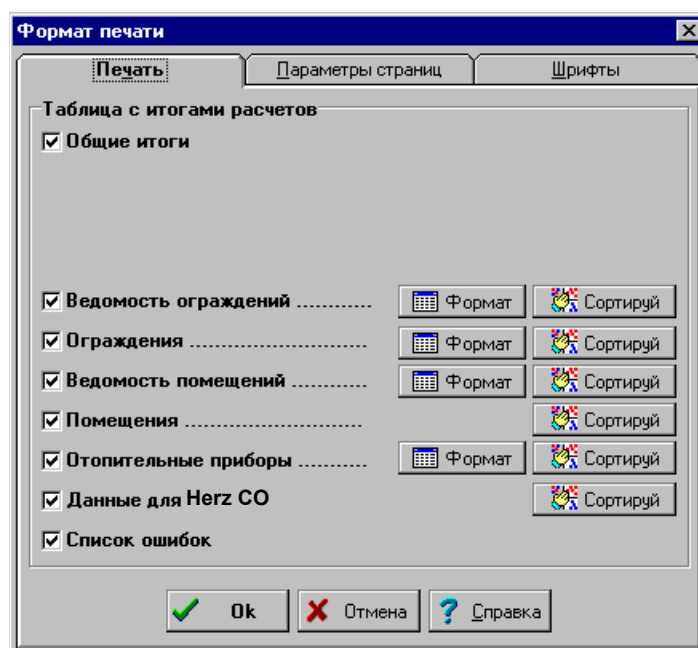 Формат печати
Печать Параметры страниц Шрифты
Таблица с итогами расчетов
Общие итоги
Ведомость ограждений ............ Формат Сортируй
Ограждения ............................. Формат Сортируй
Ведомость помещений ............ Формат Сортируй
Помещения ............................. Сортируй
Отопительные приборы ........... Формат Сортируй
Данные для Herz CO Сортируй
Список ошибок
Ok Отмена ? Справка